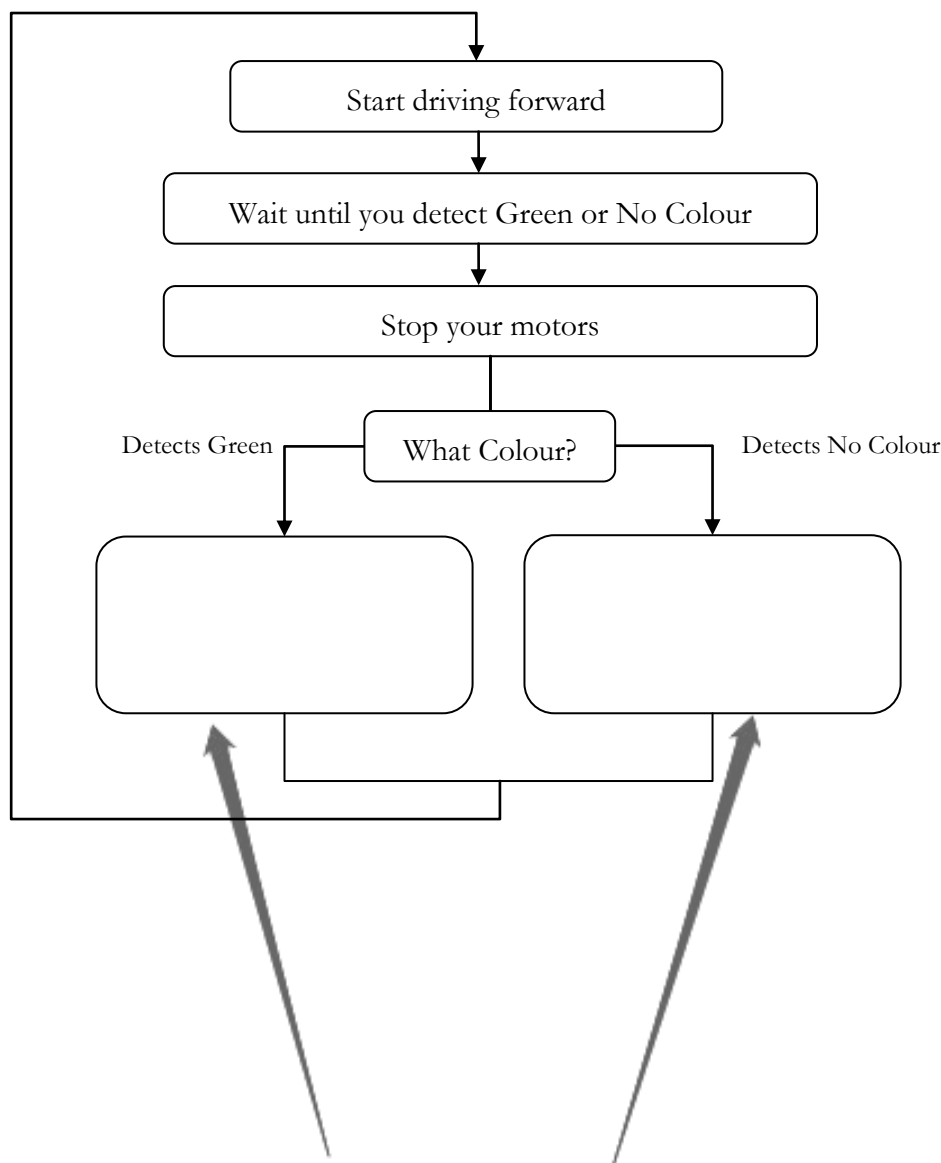 Start driving forward
Wait until you detect Green or No Colour
Stop your motors
What Colour?
Detects Green
Detects No Colour